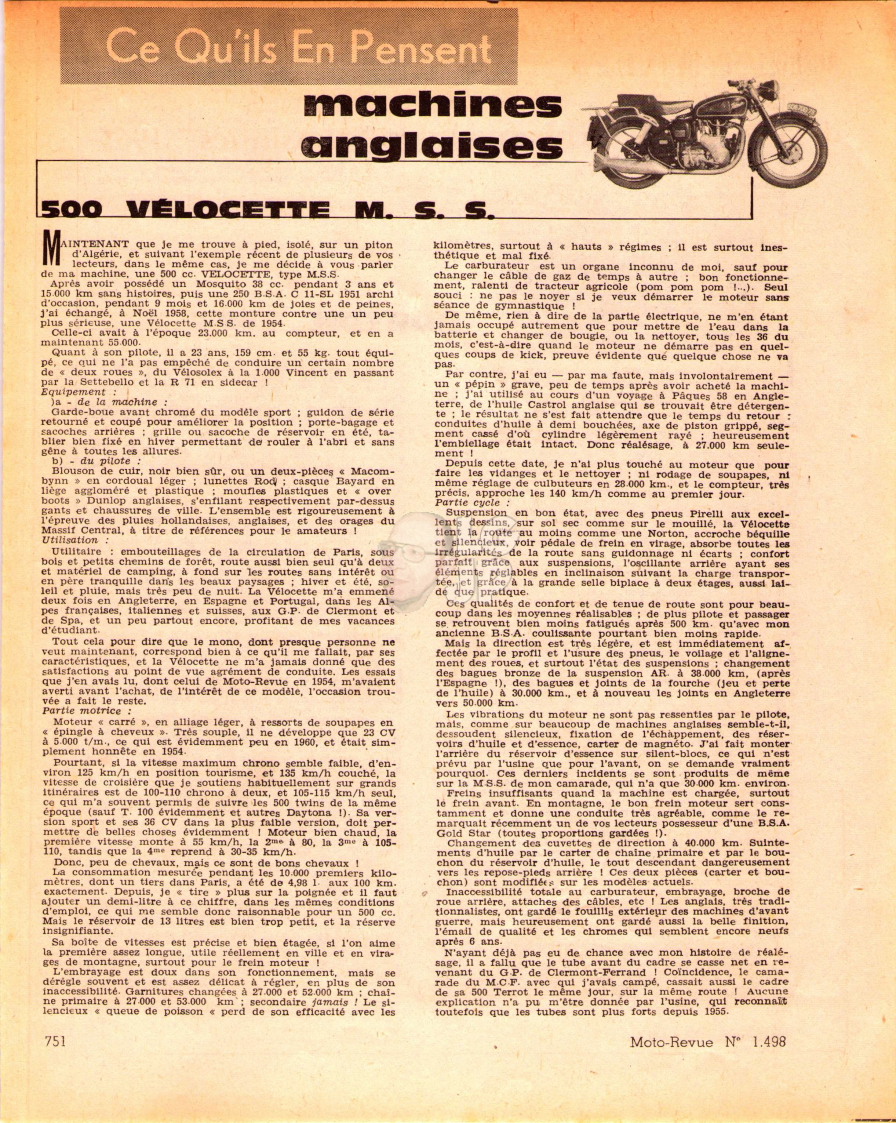 Ce Qu'ils En Pensent
machines
anglaises
500 VÉLOCETTE M. S. S.
MAINTENANT que je me trouve à pied, isolé, sur un piton
d'Algérie, et suivant l'exemple récent de plusieurs de vos
lecteurs, dans le même cas, je me décide à vous parler
de ma machine, une 500 cc. VELOCETTE, type M.S.S.
Aprés avoir possédé un Mosquito 38 cc. pendant 3 ans et
15.000 km sans histoires, puis une 250 B.S.A. C 11-SL 1951 archi
d'occasion, pendant 9 mois et 16.000 km de joies et de peines,
j'ai échangé, à Noël 1958, cette monture contre une un peu
plus sérieuse, une Vélocette M.S.S. de 1954.
Celle-ci avait à l'époque 23.000 km. au compteur, et en a
maintenant 55.000.
Quant à son pilote, il a 23 ans, 159 cm. et 55 kg. tout équi-
pé, ce qui ne l'a pas empêché de conduire un certain nombre
de « deux roues », du Vélosolex à la 1.000 Vincent en passant
par la Settebello et la R 71 en sidecar !
Equipement :
)a - de la machine :
Garde-boue avant chromé du modéle sport ; guidon de série
retourné et coupé pour améliorer la position ; porte-bagage et
sacoches arrières ; grille ou sacoche de réservoir en été, ta-
blier bien fixé en hiver permettant de rouler à l'abri et sans
gêne à toutes les allures.
b) - du pilote :
Blouson de cuir, noir bien sûr, ou un deux-pièces « Macom-
bynn » en cordoual léger ; lunettes Rod ; casque Bayard en
liège aggloméré et plastique ; moufles plastiques et « over
boots » Dunlop anglaises, s'enfilant respectivement par-dessus
gants et chaussures de ville. L'ensemble est rigoureusement à
l'épreuve des pluies hollandaises, anglaises, et des orages du
Massif Central, à titre de références pour le amateurs !
Utilisation :
Utilitaire : embouteillages de la circulation de Paris, sous
bois et petits chemins de forêt, route aussi bien seul qu'à deux
et matériel de camping, à fond sur les routes sans intérêt ou
en père tranquille dans les beaux paysages ; hiver et été, so-
leil et pluie, mais trés peu de nuit. La Vélocette m'a emmené
deux fois en Angleterre, en Espagne et Portugal, dans les Al-
pes françaises, italiennes et suisses, aux G.P. de Clermont et
de Spa, et un peu partout encore, profitant de mes vacances
d'étudiant.
Tout cela pour dire que le mono, dont presque personne ne
veut maintenant, correspond bien à ce qu'il me fallait, par ses
caractéristiques, et la Vélocette ne m'a jamais donné que des
satisfactions au point de vue agrément de conduite. Les essais
que j'en avais lu, dont celui de Moto-Revue en 1954, m'avaient
averti avant l'achat, de l'intérêt de ce modèle, l'occasion trou-
vée a fait le reste.
Partie motrice :
Moteur « carré », en alliage léger, à ressorts de soupapes en
« épingle à cheveux ». Trés souple, il ne développe que 23 CV
à 5.000 t/m., ce qui est évidemment peu en 1960, et était sim-
plement honnête en 1954.
Pourtant, si la vitesse maximum chrono semble faible, d'en-
viron 125 km/h en position tourisme, et 135 km/h couché, la
vitesse de croisière que je soutiens habituellement sur grands
itinéraires est de 100-110 chrono à deux, et 105-115 km/h seul,
ce qui m'a souvent permis de suivre les 500 twins de la même
époque (sauf T. 100 évidemment et autres Daytona !). Sa ver-
sion sport et ses 36 CV dans la plus faible version, doit per-
mettre de belles choses évidemment ! Moteur bien chaud, la
première vitesse monte à 55 km/h, la 2me à 80, la 3me à 105-
110, tandis que la 4me reprend à 30-35 km/h.
Donc, peu de chevaux, mais ce sont de bons chevaux !
La consommation mesurée pendant les 10.000 premiers kilo-
mètres, dont un tiers dans Paris, a été de 4,98 l. aux 100 km.
exactement. Depuis, je « tire » plus sur la poignée et il faut
ajouter un demi-litre à ce chiffre, dans les mêmes conditions
d'emploi, ce qui me semble donc raisonnable pour un 500 cc.
Mais le réservoir de 13 litres est bien trop petit, et la réserve
insignifiante.
Sa boîte de vitesses est précise et bien étagée, si l'on aime
la première assez longue, utile réellement en ville et en vira-
ges de montagne, surtout pour le frein moteur !
L'embrayage est doux dans son fonctionnement, mais se
dérègle souvent et est assez délicat à régler, en plus de son
inaccessibilité. Garnitures changées à 27.000 et 52.000 km ; chaî-
ne primaire à 27.000 et 53.000 km ; secondaire jamais ! Le si-
lencieux « queue de poisson « perd de son efficacité avec les
kilomètres, surtout à « hauts » régimes ; il est surtout ines-
thétique et mal fixé.
Le carburateur est un organe inconnu de moi, sauf pour
changer le câble de gaz de temps à autre ; bon fonctionne-
ment, ralenti de tracteur agricole (pom pom pom !..,). Seul
souci : ne pas le noyer si je veux démarrer le moteur sans
séance de gymnastique !
De même, rien à dire de la partie électrique, ne m'en étant
jamais occupé autrement que pour mettre de l'eau dans la
batterie et changer de bougie, ou la nettoyer, tous les 36 du
mois, c'est-à-dire quand le moteur ne démarre pas en quel-
ques coups de kick, preuve évidente que quelque chose ne va
pas.
Par contre, j'ai eu — par ma faute, mais involontairement —
un « pépin » grave, peu de temps après avoir acheté la machi-
ne ; j'ai utilisé au cours d'un voyage à Pâques 58 en Angle-
terre, de l'huile Castrol anglaise qui se trouvait être détergen-
te ; le résultat ne s'est fait attendre que le temps du retour :
conduites d'huile à demi bouchées, axe de piston grippé, seg-
ment cassé d'où cylindre légèrement rayé ; heureusement
l'embiellage était intact. Donc réalésage, à 27.000 km seule-
ment !
Depuis cette date, je n'ai plus touché au moteur que pour
faire les vidanges et le nettoyer ; ni rodage de soupapes, ni
même réglage de culbuteurs en 28.000 km., et le compteur, très
précis, approche les 140 km/h comme au premier jour.
Partie cycle :
Suspension en bon état, avec des pneus Pirelli aux excel-
lents dessins, sur sol sec comme sur le mouillé, la Vélocette
tient la route au moins comme une Norton, accroche béquille
et silencieux, voir pédale de frein en virage, absorbe toutes les
irrégularités de la route sans guidonnage ni écarts ; confort
parfait grâce aux suspensions, l'oscillante arrière ayant ses
éléments réglables en inclinaison suivant la charge transpor-
tée, et grâce à la grande selle biplace à deux étages, aussi lai-
de que pratique.
Ces qualités de confort et de tenue de route sont pour beau-
coup dans les moyennes réalisables ; de plus pilote et passager
se retrouvent bien moins fatigués après 500 km. qu'avec mon
ancienne B.S.A. coulissante pourtant bien moins rapide.
Mais la direction est très légère, et est immédiatement af-
fectée par le profil et l'usure des pneus, le voilage et l'aligne-
ment des roues, et surtout l'état des suspensions ; changement
des bagues bronze de la suspension AR. à 38.000 km, (après
l'Espagne !), des bagues et joints de la fourche (jeu et perte
de l'huile) à 30.000 km., et à nouveau les joints en Angleterre
vers 50.000 km.
Les vibrations du moteur ne sont pas ressenties par le pilote,
mais, comme sur beaucoup de machines anglaises semble-t-il,
dessoudent silencieux, fixation de l'échàppement, des réser-
voirs d'huile et d'essence, carter de magnéto. J'ai fait monter
l'arrière du réservoir d'essence sur silent-blocs, ce qui n'est
prévu par l'usine que pour l'avant, on se demande vraiment
pourquoi. Ces derniers incidents se sont produits de même
sur la M.S.S. de mon camarade, qui n'a que 30.000 km. environ.
Freins insuffisants quand la machine est chargée, surtout
le frein avant. En montagne, le bon frein moteur sert cons-
tamment et donne une conduite très agréable, comme le re-
marquait récemment un de vos lecteurs possesseur d'une B.S.A.
Gold Star (toutes proportions gardées !).
Changement des cuvettes de direction à 40.000 km. Suinte-
ments d'huile par le carter de chaîne primaire et par le bou-
chon du réservoir d'huile, le tout descendant dangereusement
vers les repose-pieds arrière ! Ces deux pièces (carter et bou-
chon) sont modifiées sur les modèles actuels.
Inaccessibilité totale au carburateur, embrayage, broche de
roue arrière, attaches des câbles, etc ! Les anglais, très tradi-
tionnalistes, ont gardé le fouillis extérieur des machines d'avant
guerre, mais heureusement ont gardé aussi la belle finition,
l'émail de qualité et les chromes qui semblent encore neufs
après 6 ans.
N'ayant déjà pas eu de chance avec mon histoire de réalé-
sage, il a fallu que le tube avant du cadre se casse net en re-
venant du G.P. de Clermont-Ferrand ! Coïncidence, le cama-
rade du M.C.F. avec qui j'avais campé, cassait aussi le cadre
de sa 500 Terrot le même jour, sur la même route ! Aucune
explication n'a pu m'être donnée par l'usine, qui reconnaît
toutefois que les tubes sont plus forts depuis 1955.
751
Moto-Revue N° 1.498